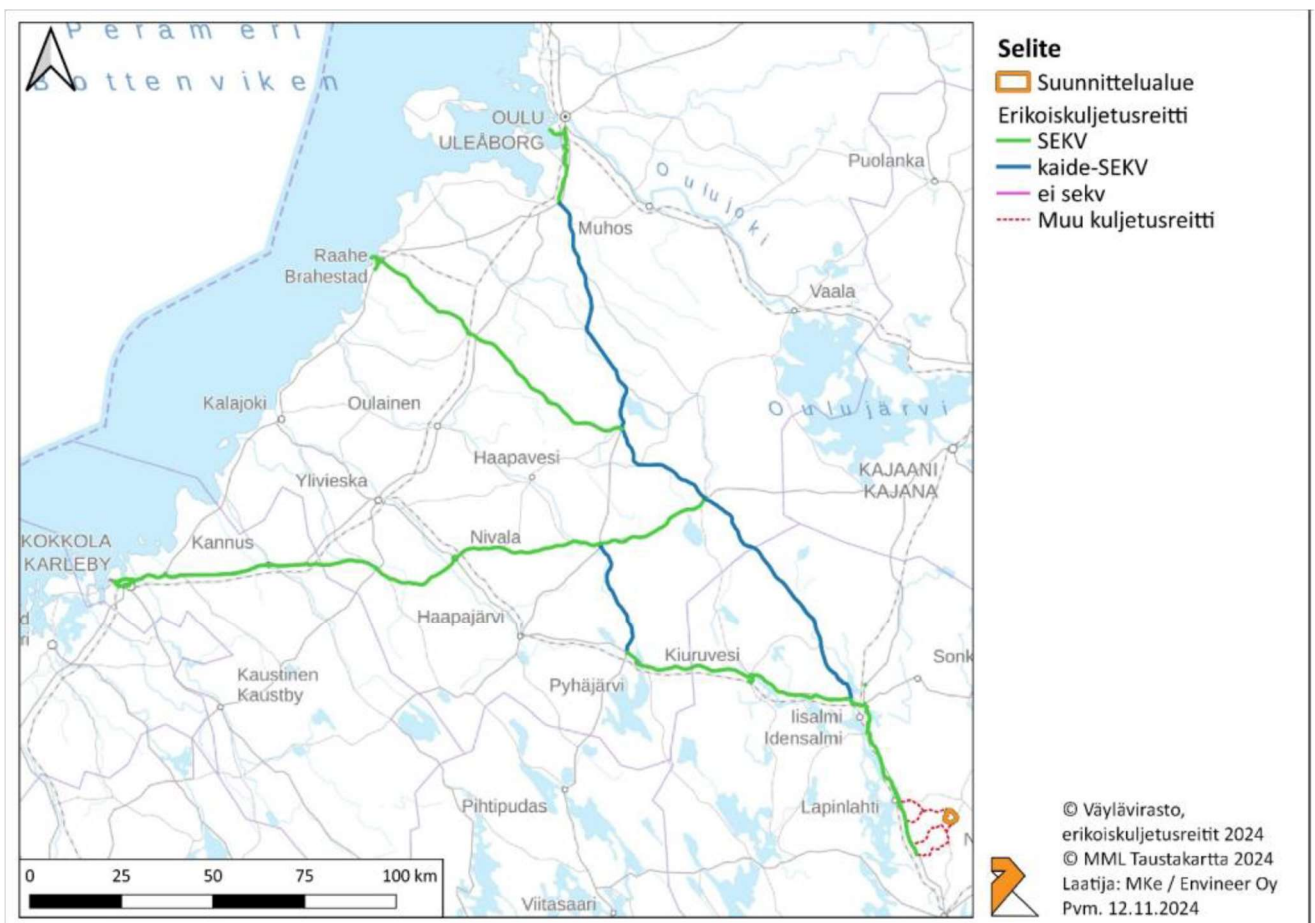 Perämeri
Bottenviken
OULU
ULEÅBORG
Oulujoki
Puolanka
Muhos
Raahe
Brahestad
Vaala
Kalajoki
Oulainen
Oulujärvi
Haapavesi
KAJAANI
KAJANA
Ylivieska
KOKKOLA
KARLEBY
Kannus
Nivala
Haapajärvi
d
ri
Kiuruvesi
Sonk
Kaustinen
Kaustby
Pyhäjärvi
Iisalmi
Idensalmi
Pihtipudas
Lapinlahti
N
Viitasaari
0 25 50 75 100 km
Selite
Suunnittelualue
Erikoiskuljetusreitti
SEKV
kaide-SEKV
ei sekv
Muu kuljetusreitti
© Väylävirasto,
erikoiskuljetusreitit 2024
© MML Taustakartta 2024
Laatija: MKe / Envineer Oy
Pvm. 12.11.2024